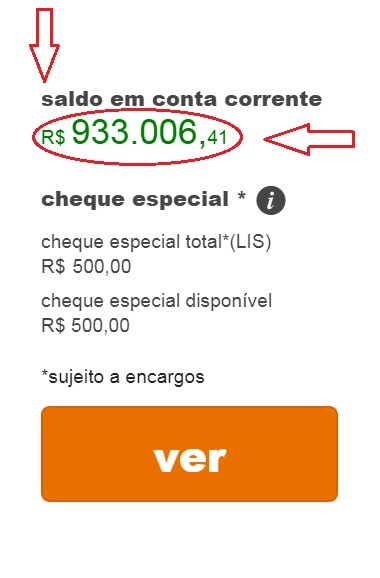 saldo em conta corrente
R$ 933.006,41
cheque especial * i
cheque especial total*(LIS)
R$ 500,00
cheque especial disponível
R$ 500,00
*sujeito a encargos
ver